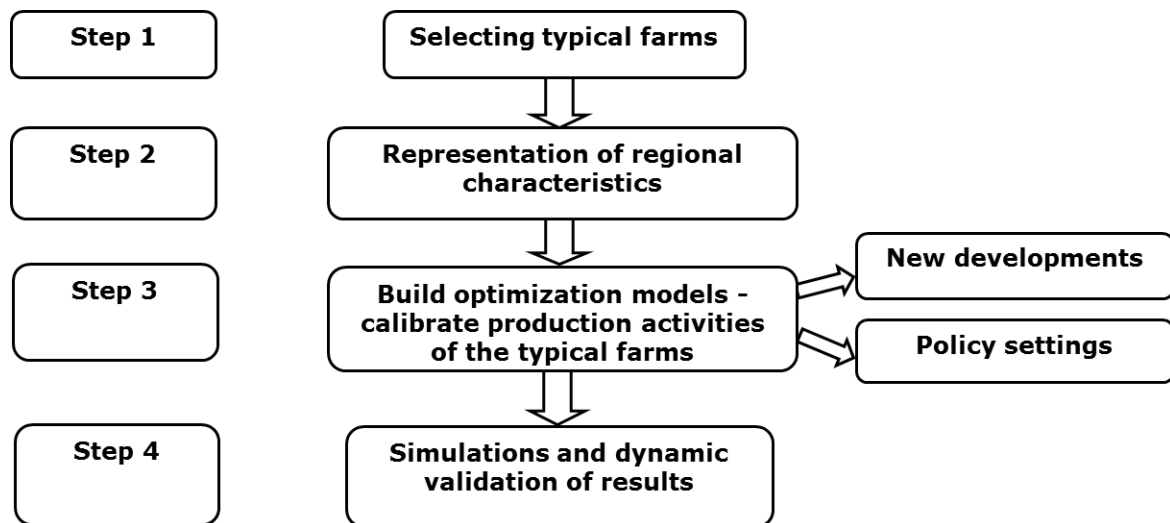 Step 1
Selecting typical farms
Step 2
Representation of regional
characteristics
Step 3
Build optimization models -
calibrate production activities
of the typical farms
New developments
Policy settings
Step 4
Simulations and dynamic
validation of results